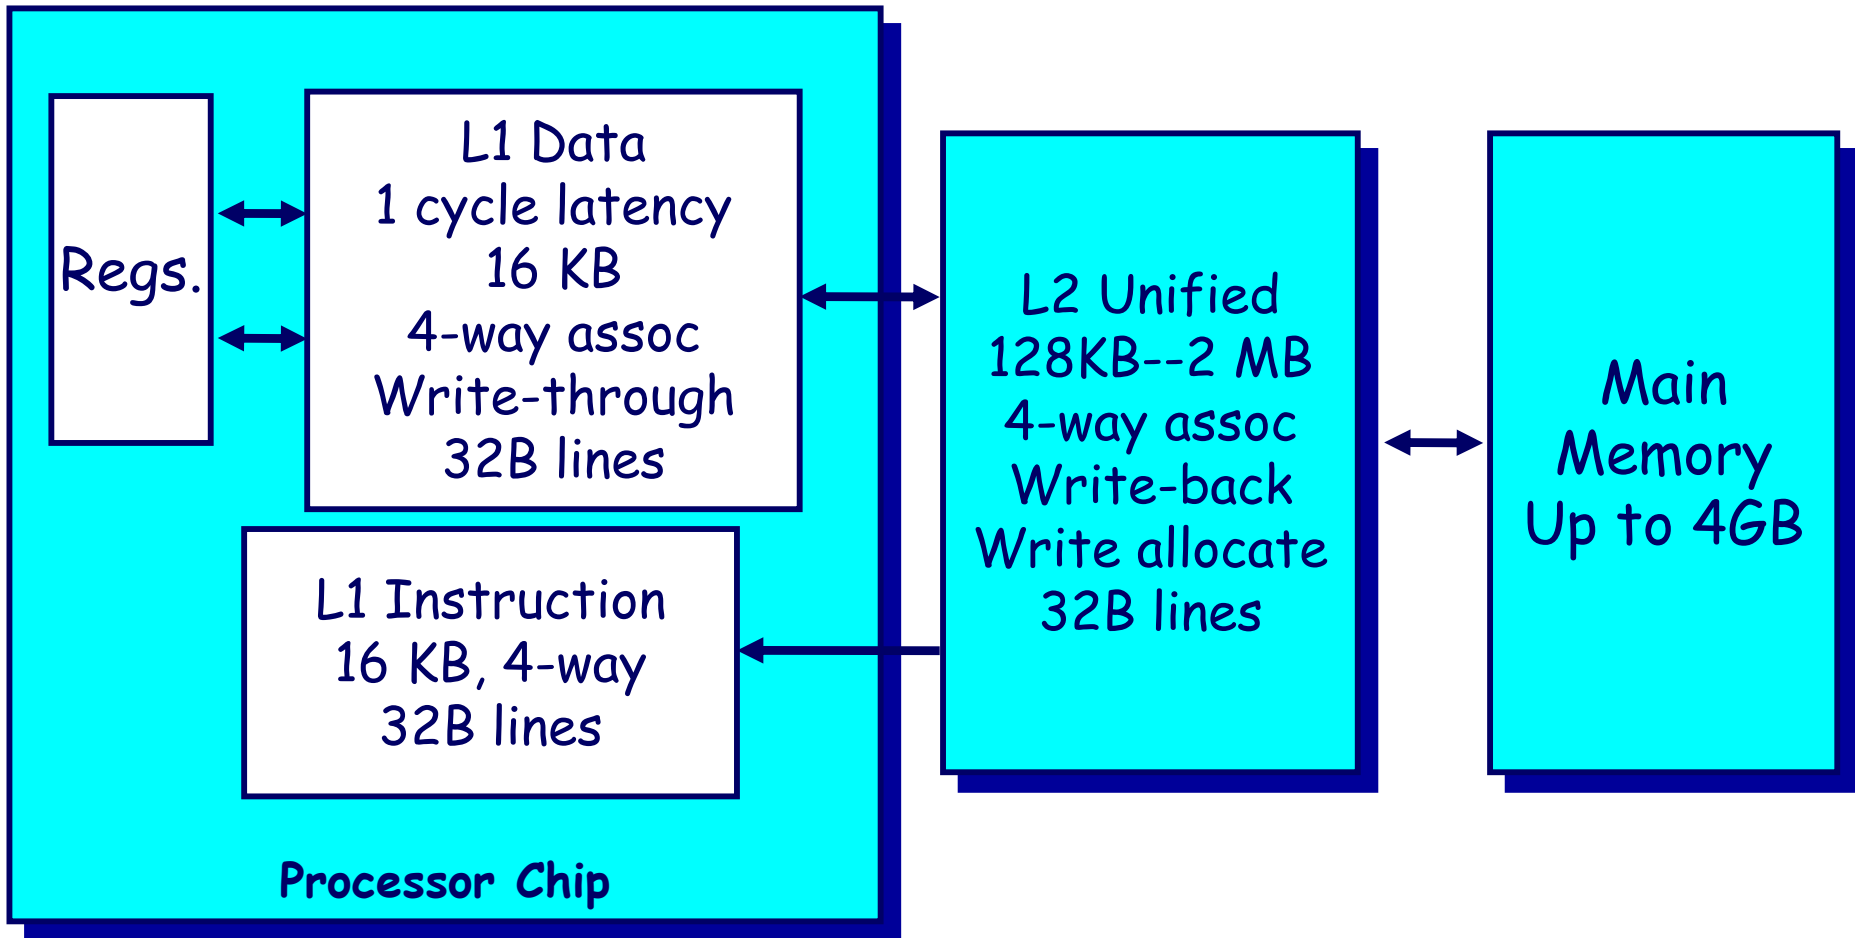 Regs.
L1 Data
1 cycle latency
16 KB
4-way assoc
Write-through
32B lines
L1 Instruction
16 KB, 4-way
32B lines
Processor Chip
L2 Unified
128KB--2 MB
4-way assoc
Write-back
Write allocate
32B lines
Main
Memory
Up to 4GB